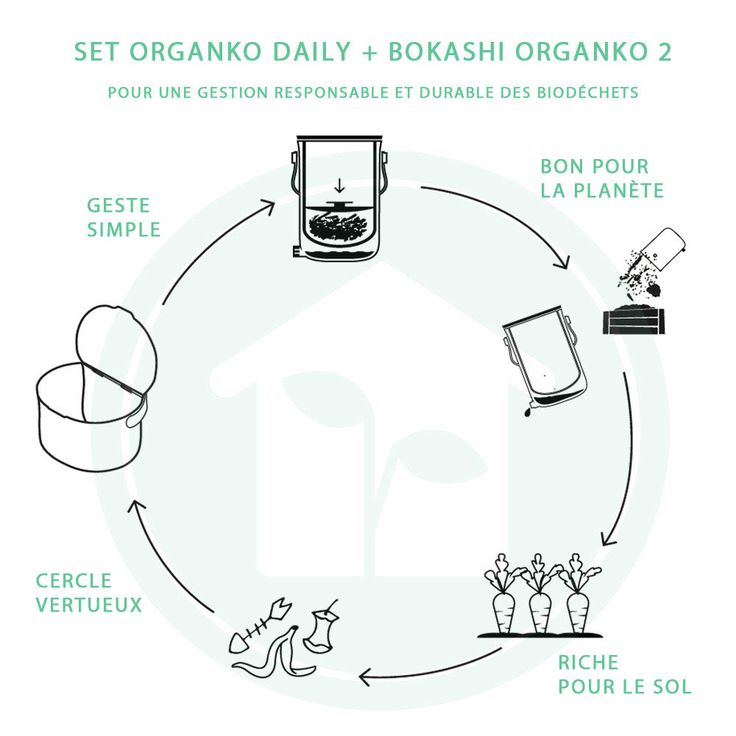 SET ORGANKO DAILY + BOKASHI ORGANKO 2
POUR UNE GESTION RESPONSABLE ET DURABLE DES BIODÉCHETS
BON POUR
LA PLANÈTE
GESTE
SIMPLE
CERCLE
VERTUEUX
RICHE
POUR LE SOL